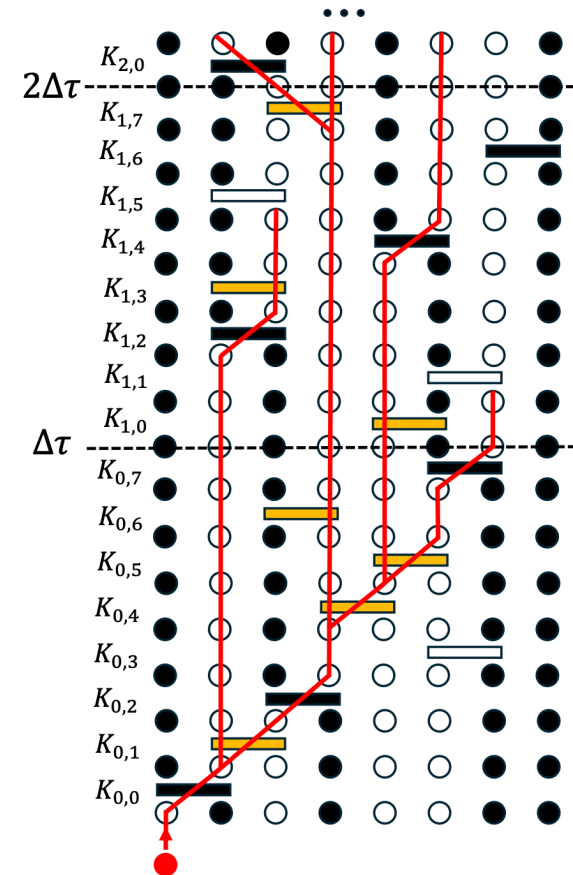 ...
K2,0
2Δτ
K1,7
K1,6
K1,5
K1,4
K1,3
K1,2
K1,1
K1,0
Δτ
K0,7
K0,6
K0,5
K0,4
K0,3
K0,2
K0,1
K0,0